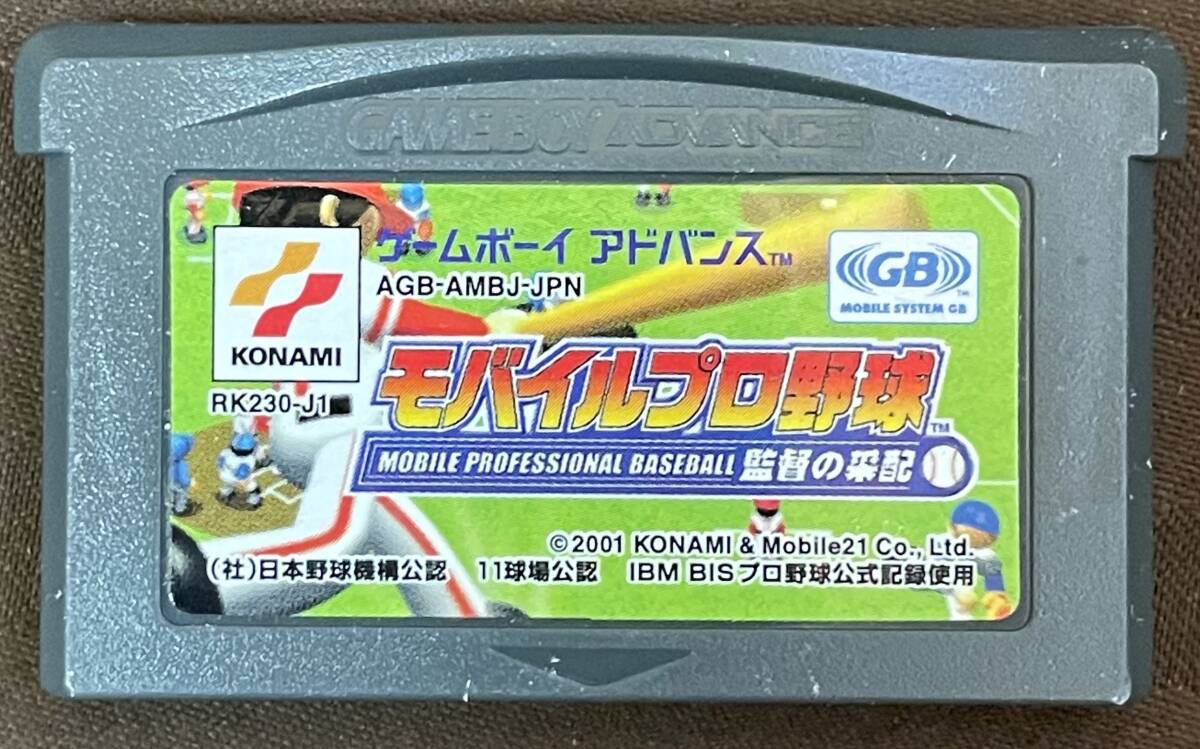 GAMEBOY ADVANCE
ゲームボーイ アドバンス™
AGB-AMBJ-JPN
KONAMI
RK230-J1
GB™
MOBILE SYSTEM GB
モバイルプロ野球™
MOBILE PROFESSIONAL BASEBALL 監督の采配
©2001 KONAMI & Mobile21 Co., Ltd.
(社)日本野球機構公認 11球場公認 IBM BISプロ野球公式記録使用